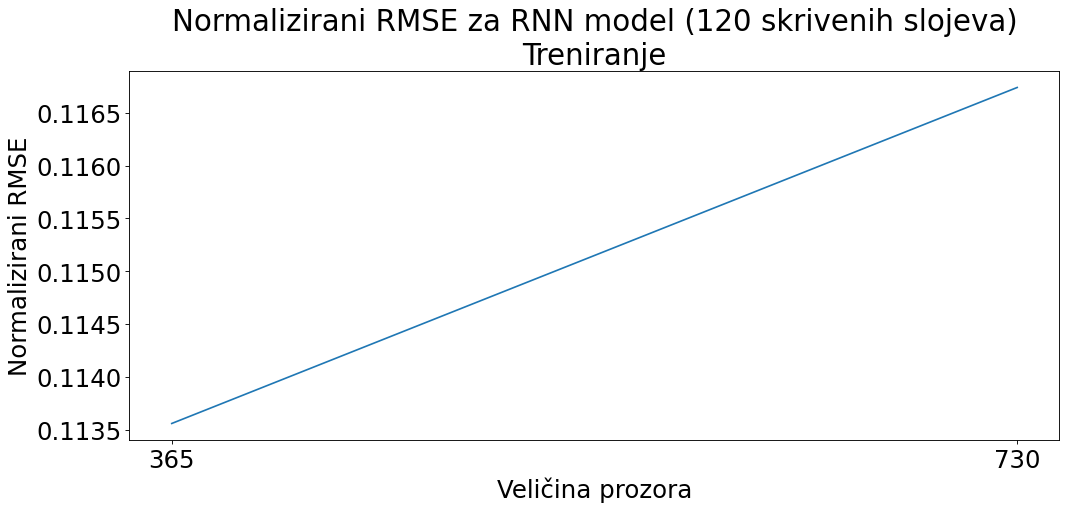 Normalizirani RMSE za RNN model (120 skrivenih slojeva)
Treniranje
Normalizirani RMSE
0.1165
0.1160
0.1155
0.1150
0.1145
0.1140
0.1135
365
730
Veličina prozora